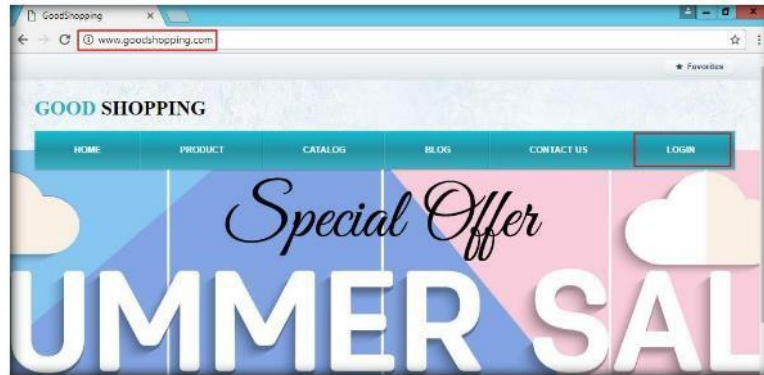 GoodShopping
www.goodshopping.com
★ Favorites
GOOD SHOPPING
HOME PRODUCT CATALOG BLOG CONTACT US LOGIN
Special Offer
UMMER SAL